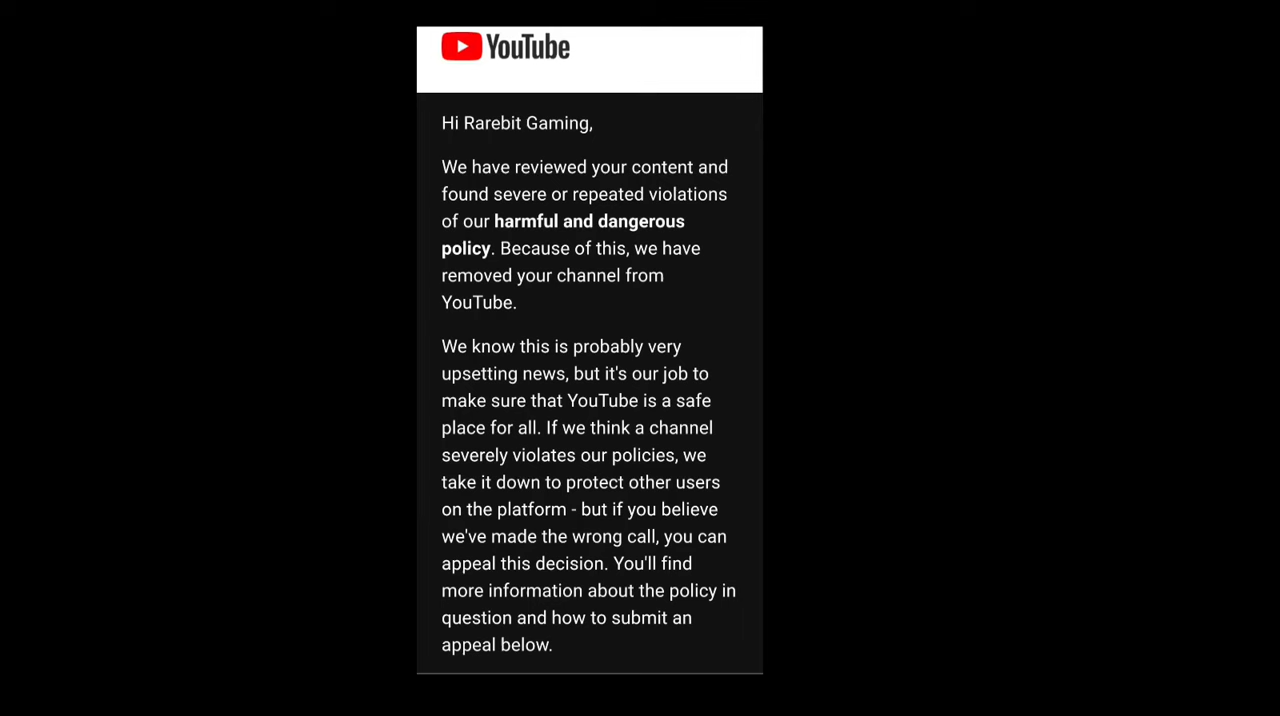 YouTube
Hi Rarebit Gaming,
We have reviewed your content and
found severe or repeated violations
of our harmful and dangerous
policy. Because of this, we have
removed your channel from
YouTube.
We know this is probably very
upsetting news, but it's our job to
make sure that YouTube is a safe
place for all. If we think a channel
severely violates our policies, we
take it down to protect other users
on the platform - but if you believe
we've made the wrong call, you can
appeal this decision. You'll find
more information about the policy in
question and how to submit an
appeal below.